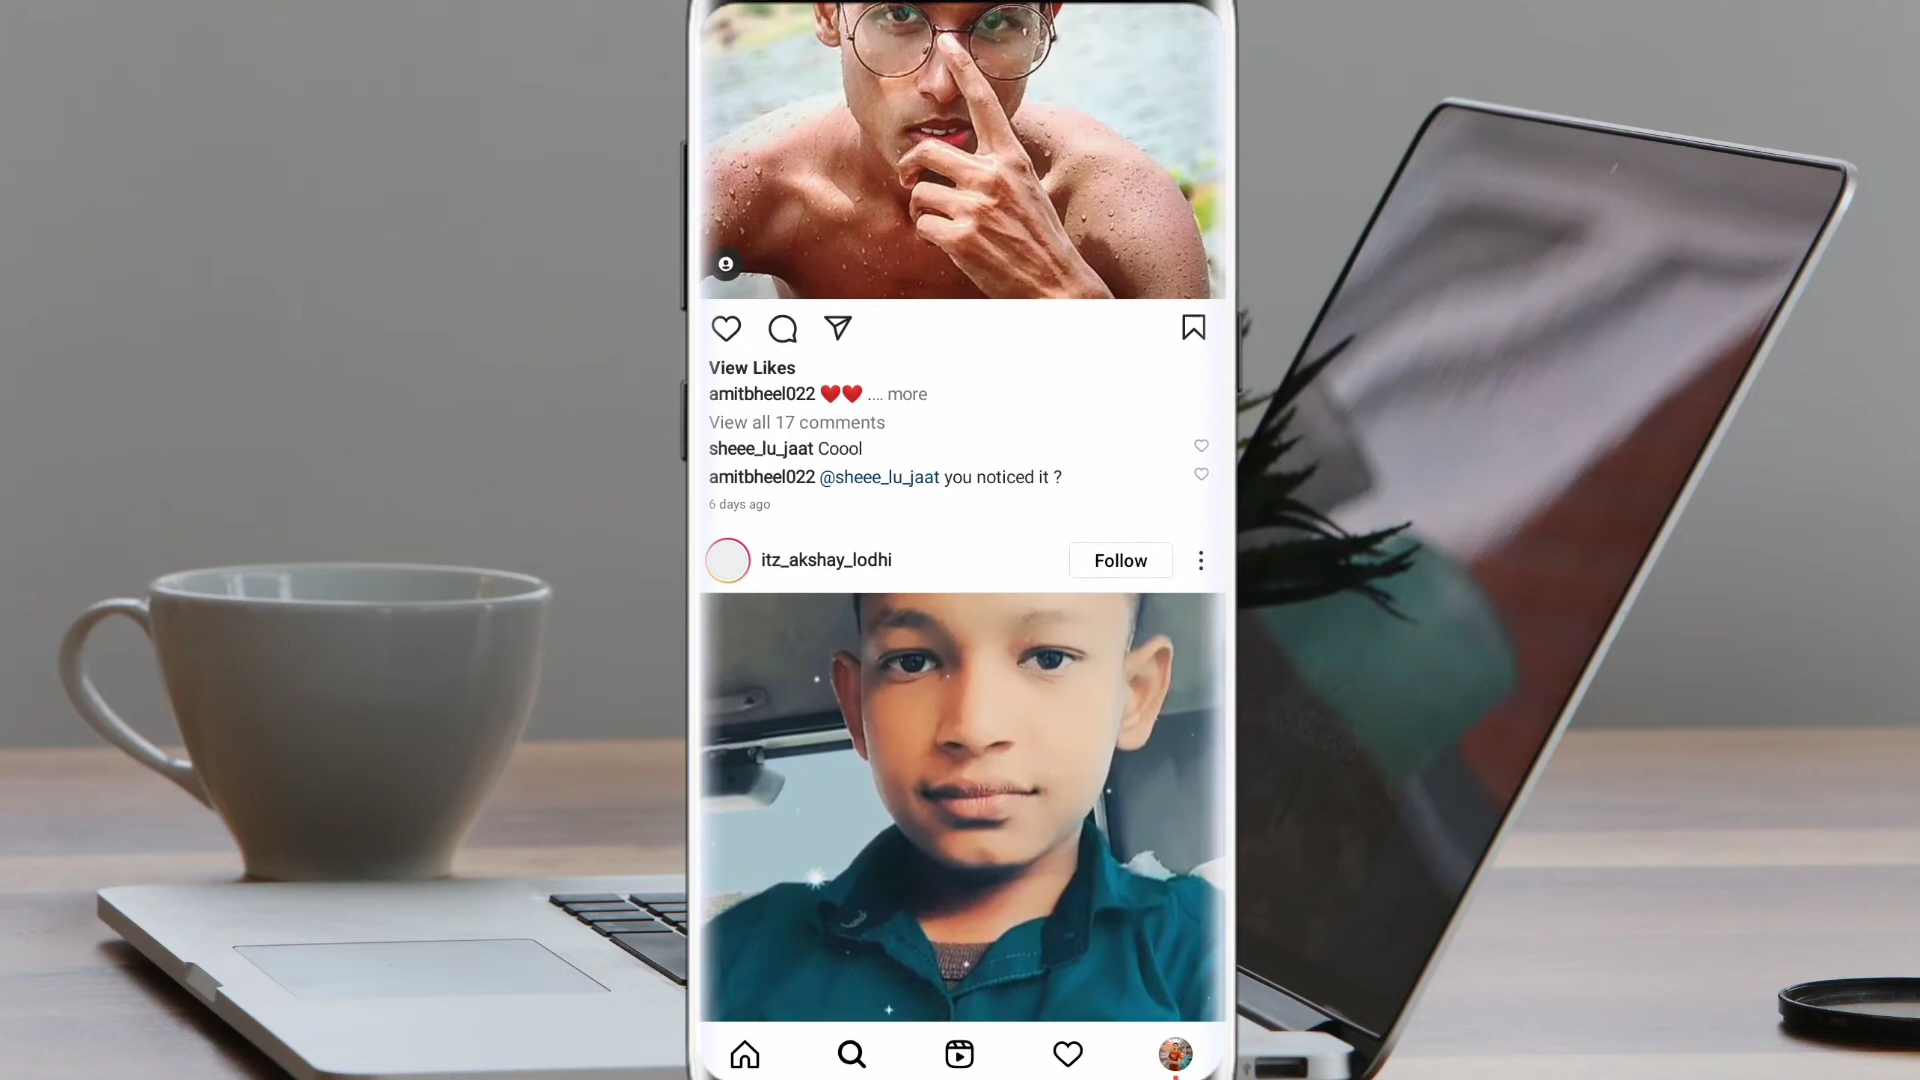 View Likes
amitbheel022 ❤️❤️ .... more
View all 17 comments
sheee_lu_jaat Coool
amitbheel022 @sheee_lu_jaat you noticed it ?
6 days ago
itz_akshay_lodhi
Follow